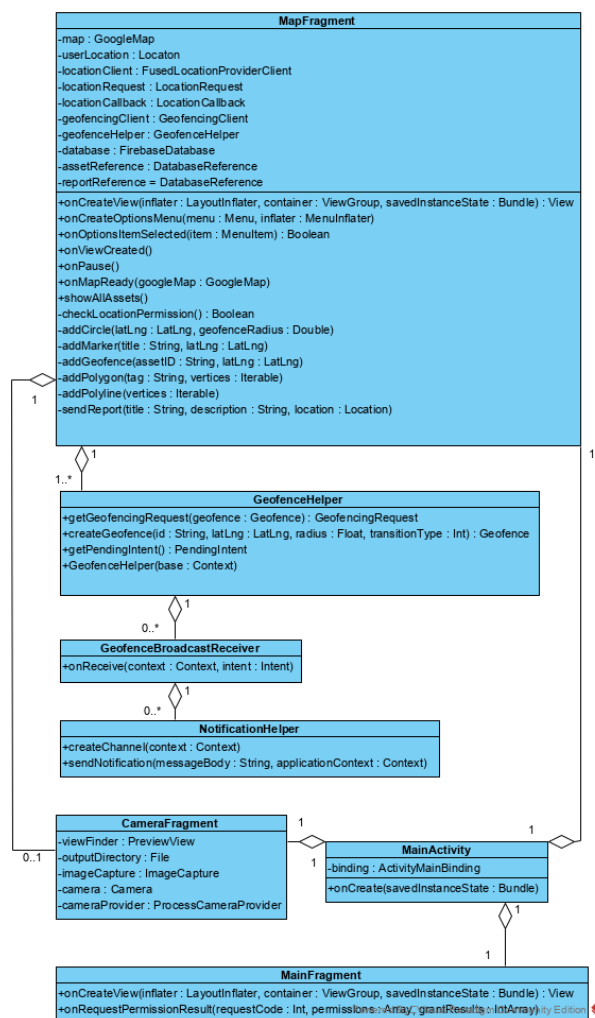 MapFragment
-map : GoogleMap
-userLocation : Locaton
-locationClient : FusedLocationProviderClient
-locationRequest : LocationRequest
-locationCallback : LocationCallback
-geofencingClient : GeofencingClient
-geofenceHelper : GeofenceHelper
-database : FirebaseDatabase
-assetReference : DatabaseReference
-reportReference = DatabaseReference
+onCreateView(inflater : LayoutInflater, container : ViewGroup, savedInstanceState : Bundle) : View
+onCreateOptionsMenu(menu : Menu, inflater : MenuInflater)
+onOptionsItemSelected(item : MenuItem) : Boolean
+onViewCreated()
+onPause()
+onMapReady(googleMap : GoogleMap)
+showAllAssets()
-checkLocationPermission() : Boolean
-addCircle(latLng : LatLng, geofenceRadius : Double)
-addMarker(title : String, latLng : LatLng)
-addGeofence(assetID : String, latLng : LatLng)
-addPolygon(tag : String, vertices : Iterable)
-addPolyline(vertices : Iterable)
-sendReport(title : String, description : String, location : Location)
1
1
1
1..*
GeofenceHelper
+getGeofencingRequest(geofence : Geofence) : GeofencingRequest
+createGeofence(id : String, latLng : LatLng, radius : Float, transitionType : Int) : Geofence
+getPendingIntent() : PendingIntent
+GeofenceHelper(base : Context)
1
0..*
GeofenceBroadcastReceiver
+onReceive(context : Context, intent : Intent)
1
0..*
NotificationHelper
+createChannel(context : Context)
+sendNotification(messageBody : String, applicationContext : Context)
CameraFragment
-viewFinder : PreviewView
-outputDirectory : File
-imageCapture : ImageCapture
-camera : Camera
-cameraProvider : ProcessCameraProvider
0..1
1
1
1
MainActivity
-binding : ActivityMainBinding
+onCreate(savedInstanceState : Bundle)
1
1
MainFragment
+onCreateView(inflater : LayoutInflater, container : ViewGroup, savedInstanceState : Bundle) : View
+onRequestPermissionResult(requestCode : Int, permissions : Array, grantResults : IntArray)
Edition